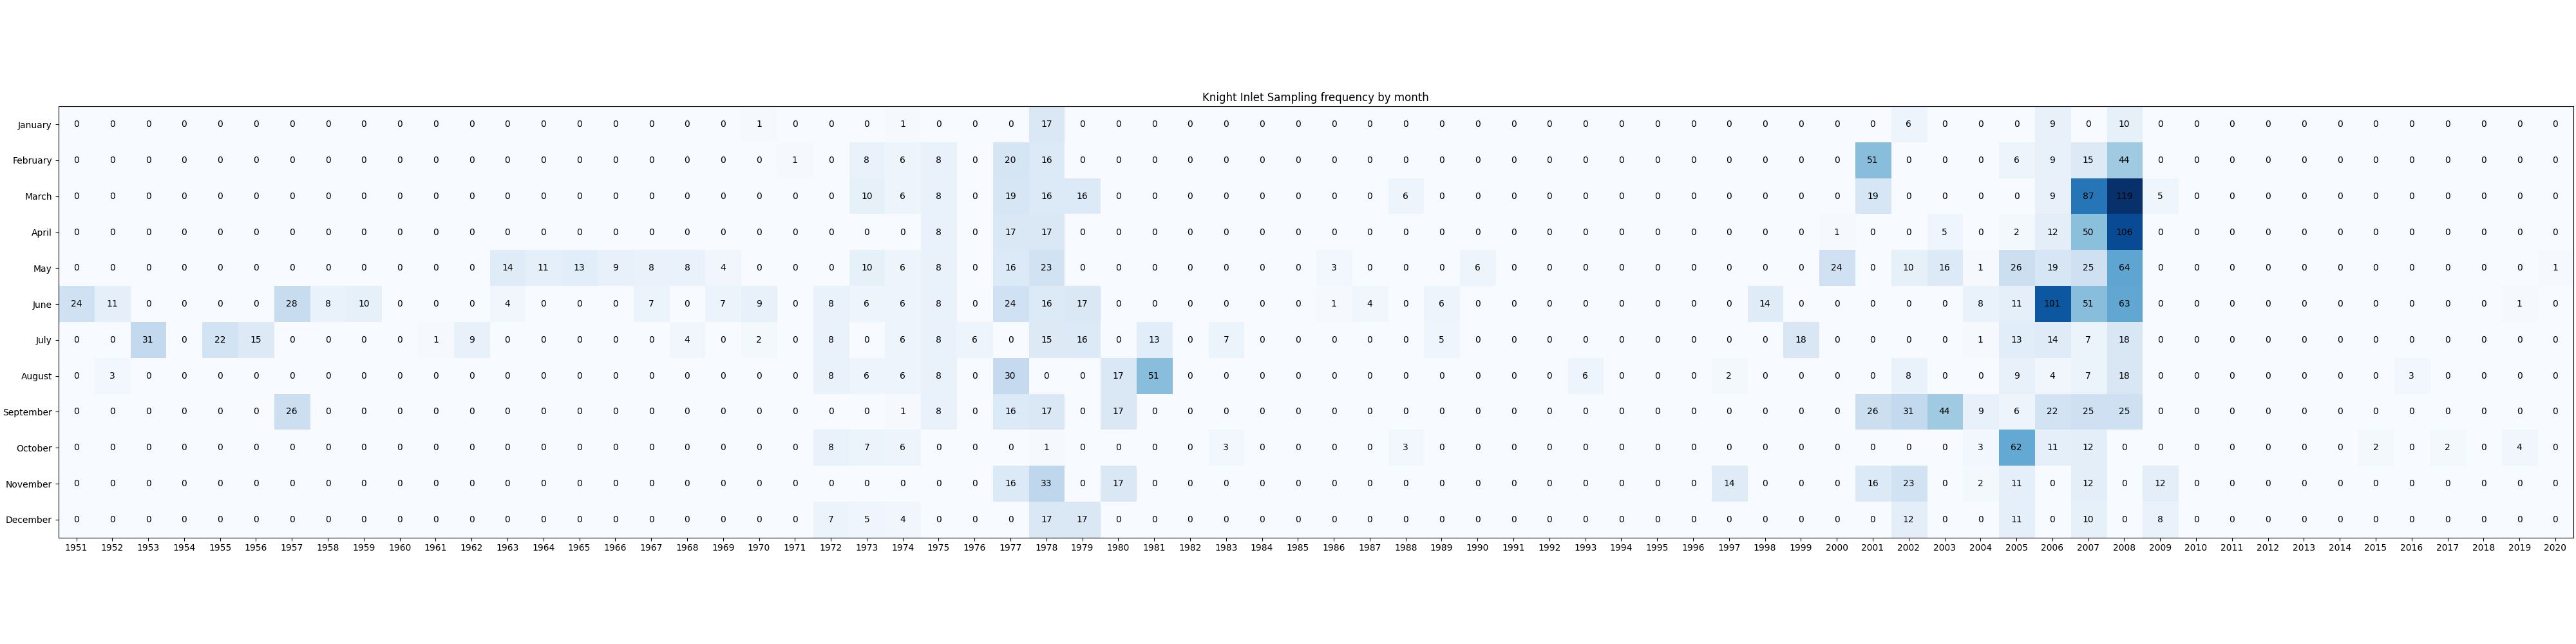 Knight Inlet Sampling frequency by month
January 0 0 0 0 0 0 0 0 0 0 0 0 0 0 0 0 0 0 0 1 0 0 0 1 0 0 0 17 0 0 0 0 0 0 0 0 0 0 0 0 0 0 0 0 0 0 0 0 0 0 0 6 0 0 0 9 0 10 0 0 0 0 0 0 0 0 0 0 0 0
February 0 0 0 0 0 0 0 0 0 0 0 0 0 0 0 0 0 0 0 0 1 0 8 6 8 0 20 16 0 0 0 0 0 0 0 0 0 0 0 0 0 0 0 0 0 0 0 0 0 0 51 0 0 0 6 9 15 44 0 0 0 0 0 0 0 0 0 0 0 0
March 0 0 0 0 0 0 0 0 0 0 0 0 0 0 0 0 0 0 0 0 0 0 10 6 8 0 19 16 16 0 0 0 0 0 0 0 0 6 0 0 0 0 0 0 0 0 0 0 0 0 19 0 0 0 0 9 87 119 5 0 0 0 0 0 0 0 0 0 0 0
April 0 0 0 0 0 0 0 0 0 0 0 0 0 0 0 0 0 0 0 0 0 0 0 0 8 0 17 17 0 0 0 0 0 0 0 0 0 0 0 0 0 0 0 0 0 0 0 0 0 1 0 0 5 0 2 12 50 106 0 0 0 0 0 0 0 0 0 0 0 0
May 0 0 0 0 0 0 0 0 0 0 0 0 14 11 13 9 8 8 4 0 0 0 10 6 8 0 16 23 0 0 0 0 0 0 0 3 0 0 0 6 0 0 0 0 0 0 0 0 0 24 0 10 16 1 26 19 25 64 0 0 0 0 0 0 0 0 0 0 0 1
June 24 11 0 0 0 0 28 8 10 0 0 0 4 0 0 0 7 0 7 9 0 8 6 6 8 0 24 16 17 0 0 0 0 0 0 1 4 0 6 0 0 0 0 0 0 0 0 14 0 0 0 0 0 8 11 101 51 63 0 0 0 0 0 0 0 0 0 0 1 0
July 0 0 31 0 22 15 0 0 0 0 1 9 0 0 0 0 0 4 0 2 0 8 0 6 8 6 0 15 16 0 13 0 7 0 0 0 0 0 5 0 0 0 0 0 0 0 0 0 18 0 0 0 0 1 13 14 7 18 0 0 0 0 0 0 0 0 0 0 0 0
August 0 3 0 0 0 0 0 0 0 0 0 0 0 0 0 0 0 0 0 0 0 8 6 6 8 0 30 0 0 17 51 0 0 0 0 0 0 0 0 0 0 0 6 0 0 0 2 0 0 0 0 8 0 0 9 4 7 18 0 0 0 0 0 0 0 3 0 0 0 0
September 0 0 0 0 0 0 26 0 0 0 0 0 0 0 0 0 0 0 0 0 0 0 0 1 8 0 16 17 0 17 0 0 0 0 0 0 0 0 0 0 0 0 0 0 0 0 0 0 0 0 26 31 44 9 6 22 25 25 0 0 0 0 0 0 0 0 0 0 0 0
October 0 0 0 0 0 0 0 0 0 0 0 0 0 0 0 0 0 0 0 0 0 8 7 6 0 0 0 1 0 0 0 0 3 0 0 0 0 3 0 0 0 0 0 0 0 0 0 0 0 0 0 0 0 3 62 11 12 0 0 0 0 0 0 0 2 0 2 0 4 0
November 0 0 0 0 0 0 0 0 0 0 0 0 0 0 0 0 0 0 0 0 0 0 0 0 0 0 16 33 0 17 0 0 0 0 0 0 0 0 0 0 0 0 0 0 0 0 14 0 0 0 16 23 0 2 11 0 12 0 12 0 0 0 0 0 0 0 0 0 0 0
December 0 0 0 0 0 0 0 0 0 0 0 0 0 0 0 0 0 0 0 0 0 7 5 4 0 0 0 17 17 0 0 0 0 0 0 0 0 0 0 0 0 0 0 0 0 0 0 0 0 0 0 12 0 0 11 0 10 0 8 0 0 0 0 0 0 0 0 0 0 0
1951 1952 1953 1954 1955 1956 1957 1958 1959 1960 1961 1962 1963 1964 1965 1966 1967 1968 1969 1970 1971 1972 1973 1974 1975 1976 1977 1978 1979 1980 1981 1982 1983 1984 1985 1986 1987 1988 1989 1990 1991 1992 1993 1994 1995 1996 1997 1998 1999 2000 2001 2002 2003 2004 2005 2006 2007 2008 2009 2010 2011 2012 2013 2014 2015 2016 2017 2018 2019 2020